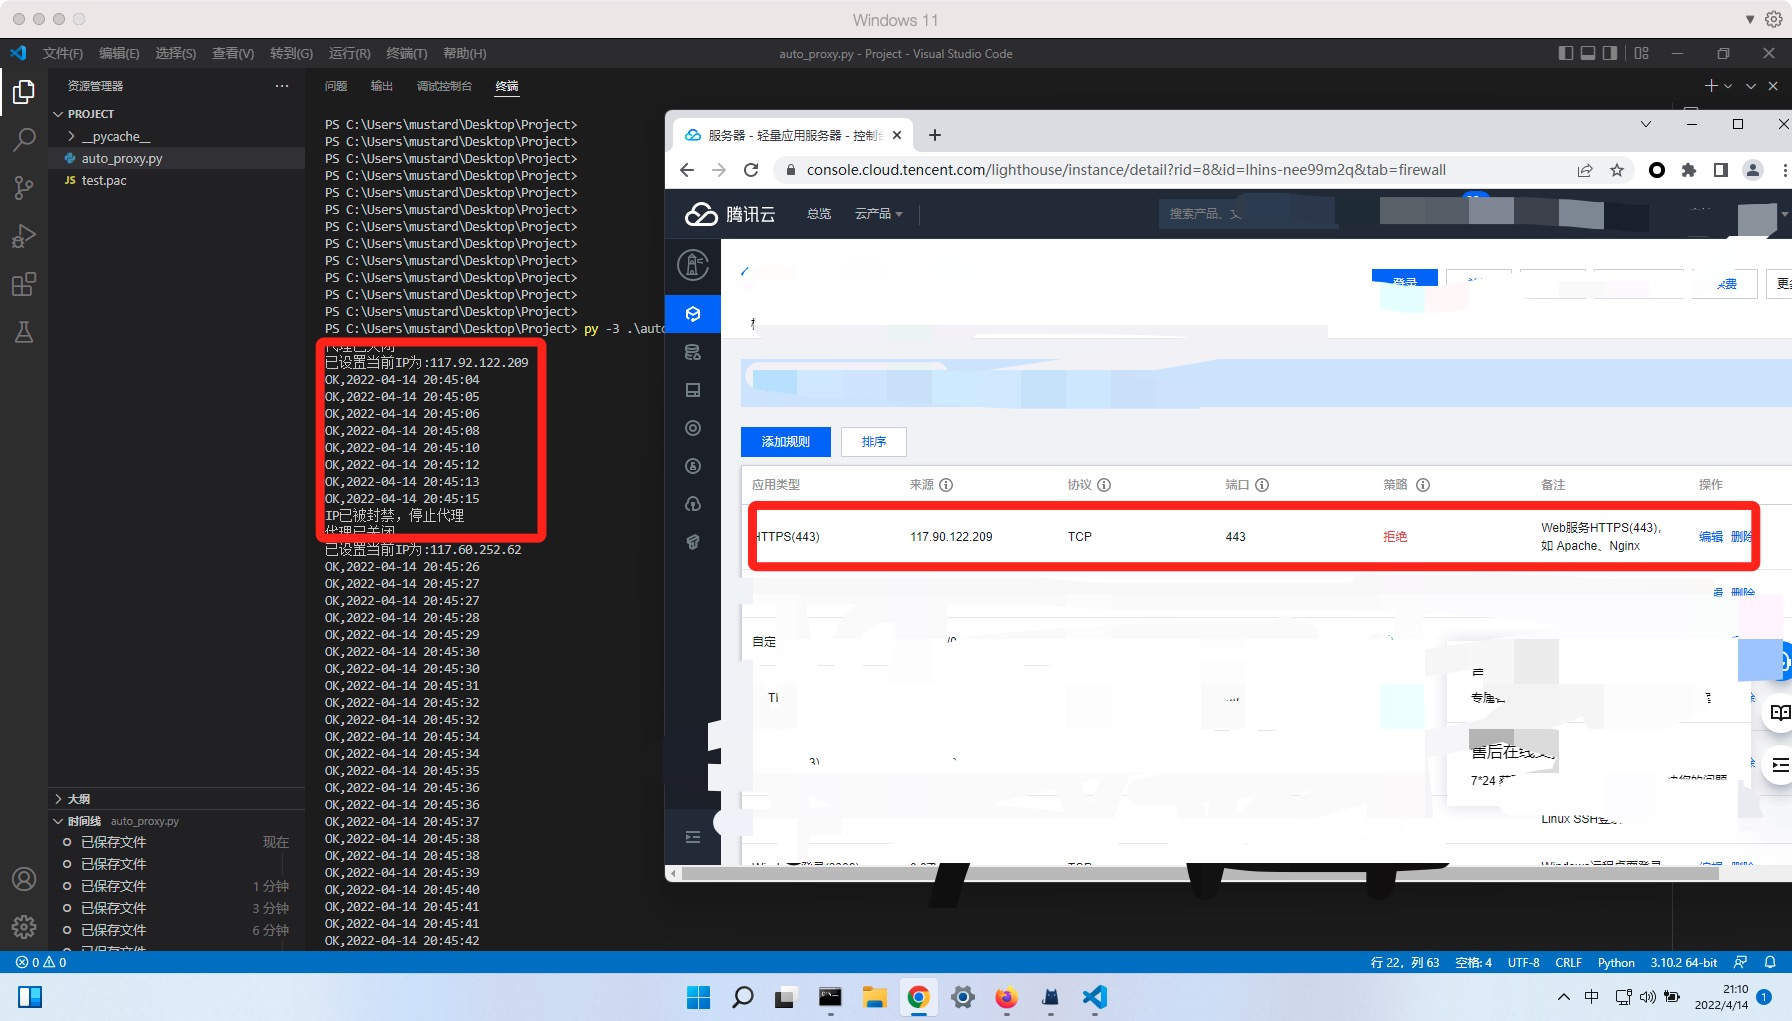 Windows 11
文件(F) 编辑(E) 选择(S) 查看(V) 转到(G) 运行(R) 终端(T) 帮助(H)
auto_proxy.py - Project - Visual Studio Code
资源管理器
PROJECT
__pycache__
auto_proxy.py
JS test.pac
大纲
时间线 auto_proxy.py
已保存文件 现在
已保存文件
已保存文件 1 分钟
已保存文件 3 分钟
已保存文件 6 分钟
已保存文件
问题 输出 调试控制台 终端
PS C:\Users\mustard\Desktop\Project>
PS C:\Users\mustard\Desktop\Project>
PS C:\Users\mustard\Desktop\Project>
PS C:\Users\mustard\Desktop\Project>
PS C:\Users\mustard\Desktop\Project>
PS C:\Users\mustard\Desktop\Project>
PS C:\Users\mustard\Desktop\Project>
PS C:\Users\mustard\Desktop\Project>
PS C:\Users\mustard\Desktop\Project>
PS C:\Users\mustard\Desktop\Project>
PS C:\Users\mustard\Desktop\Project>
PS C:\Users\mustard\Desktop\Project>
PS C:\Users\mustard\Desktop\Project> py -3 .\auto
代理已关闭
已设置当前IP为:117.92.122.209
OK,2022-04-14 20:45:04
OK,2022-04-14 20:45:05
OK,2022-04-14 20:45:06
OK,2022-04-14 20:45:08
OK,2022-04-14 20:45:10
OK,2022-04-14 20:45:12
OK,2022-04-14 20:45:13
OK,2022-04-14 20:45:15
IP已被封禁，停止代理
代理已关闭
已设置当前IP为:117.60.252.62
OK,2022-04-14 20:45:26
OK,2022-04-14 20:45:27
OK,2022-04-14 20:45:27
OK,2022-04-14 20:45:28
OK,2022-04-14 20:45:29
OK,2022-04-14 20:45:30
OK,2022-04-14 20:45:30
OK,2022-04-14 20:45:31
OK,2022-04-14 20:45:32
OK,2022-04-14 20:45:32
OK,2022-04-14 20:45:34
OK,2022-04-14 20:45:34
OK,2022-04-14 20:45:35
OK,2022-04-14 20:45:36
OK,2022-04-14 20:45:36
OK,2022-04-14 20:45:37
OK,2022-04-14 20:45:38
OK,2022-04-14 20:45:38
OK,2022-04-14 20:45:39
OK,2022-04-14 20:45:40
OK,2022-04-14 20:45:41
OK,2022-04-14 20:45:41
OK,2022-04-14 20:45:42
服务器 - 轻量应用服务器 - 控制台
console.cloud.tencent.com/lighthouse/instance/detail?rid=8&id=lhins-nee99m2q&tab=firewall
腾讯云 总览 云产品 搜索产品、文
登录 续费 更多
添加规则 排序
应用类型 来源 协议 端口 策略 备注 操作
HTTPS(443) 117.90.122.209 TCP 443 拒绝 Web服务HTTPS(443), 编辑 删除
如 Apache、Nginx
删除
自定
售后在线支
7*24
Linux SSH登录
编辑 删除
0 0
行 22，列 63 空格: 4 UTF-8 CRLF Python 3.10.2 64-bit
中
21:10
2022/4/14
1